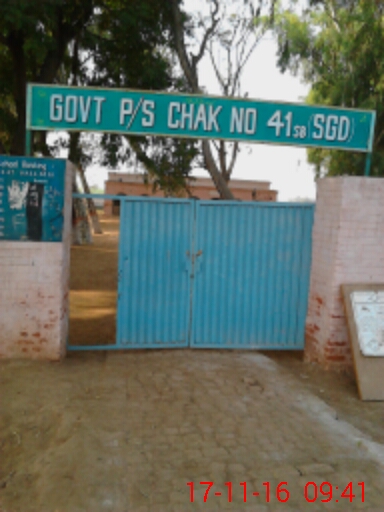 GOVT P/S CHAK NO 41SB (SGD)
17-11-16 09:41